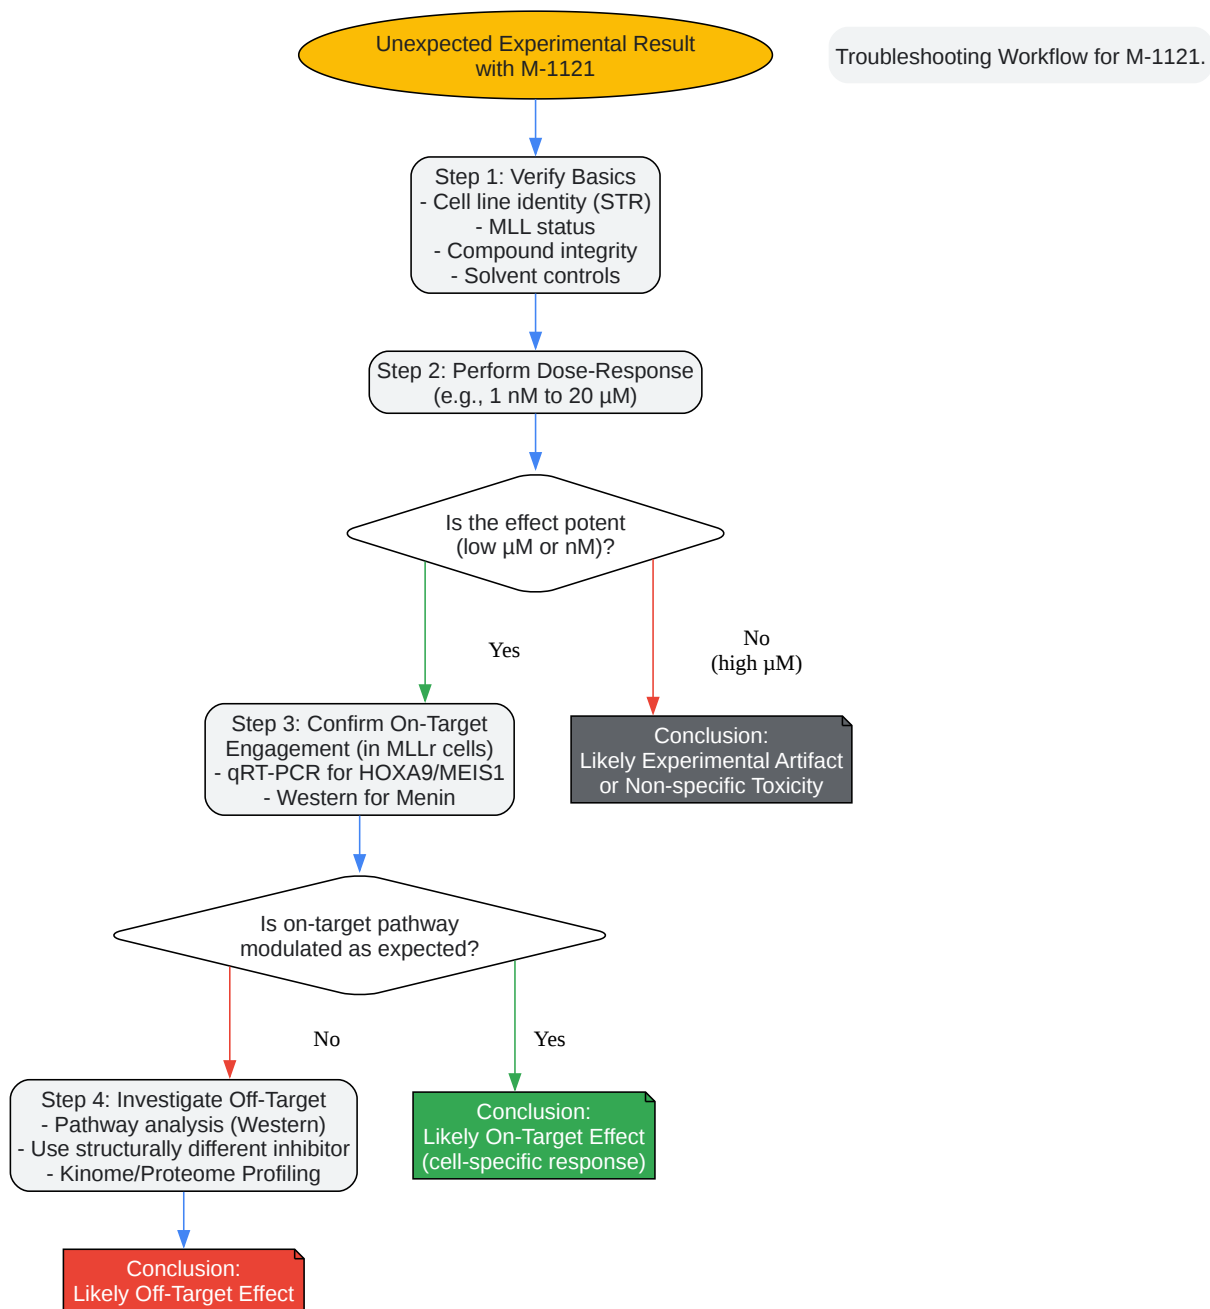 Unexpected Experimental Result
with M-1121
Troubleshooting Workflow for M-1121.
Step 1: Verify Basics
- Cell line identity (STR)
- MLL status
- Compound integrity
- Solvent controls
Step 2: Perform Dose-Response
(e.g., 1 nM to 20 µM)
Is the effect potent
(low µM or nM)?
Yes
No
(high µM)
Step 3: Confirm On-Target
Engagement (in MLLr cells)
- qRT-PCR for HOXA9/MEIS1
- Western for Menin
Conclusion:
Likely Experimental Artifact
or Non-specific Toxicity
Is on-target pathway
modulated as expected?
No
Yes
Step 4: Investigate Off-Target
- Pathway analysis (Western)
- Use structurally different inhibitor
- Kinome/Proteome Profiling
Conclusion:
Likely On-Target Effect
(cell-specific response)
Conclusion:
Likely Off-Target Effect